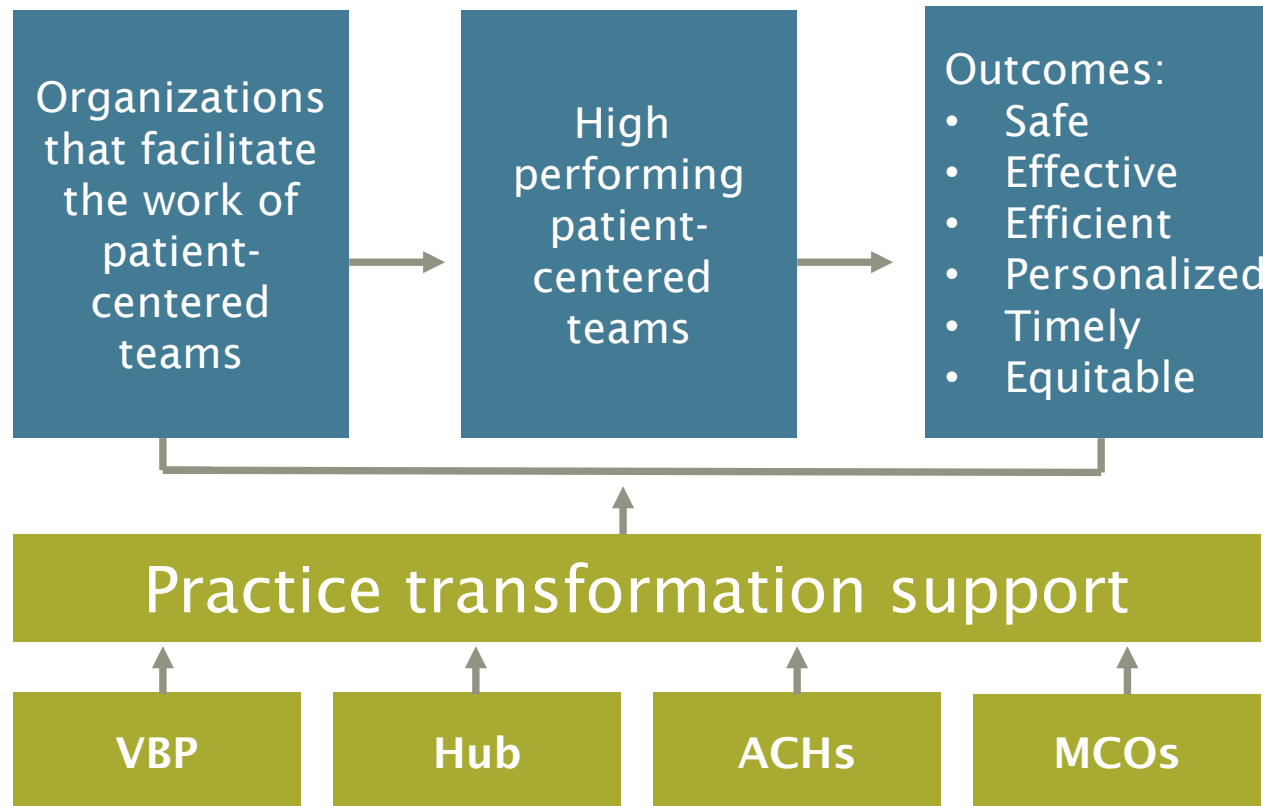 Organizations
that facilitate
the work of
patient-
centered
teams
High
performing
patient-
centered
teams
Outcomes:
• Safe
• Effective
• Efficient
• Personalized
• Timely
• Equitable
Practice transformation support
VBP
Hub
ACHs
MCOs